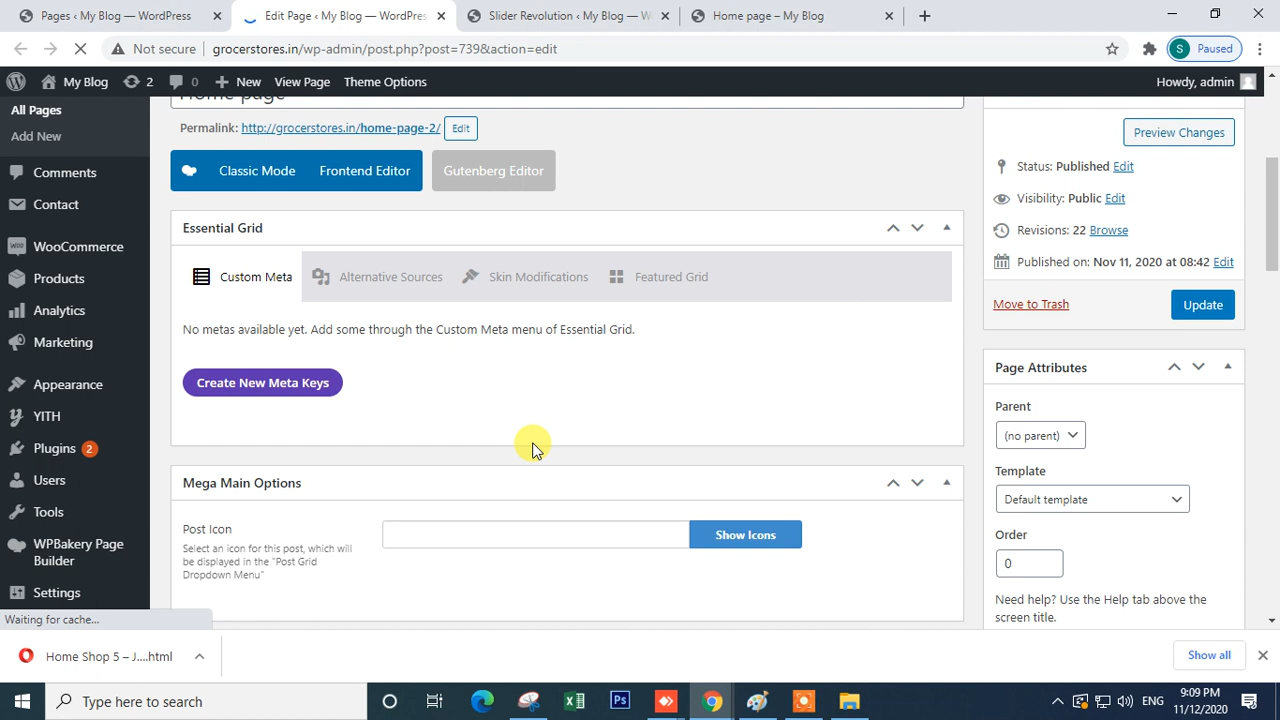 Pages ‹ My Blog — WordPress
Edit Page ‹ My Blog — WordPres
Slider Revolution ‹ My Blog — W
Home page – My Blog
Not secure
grocerstores.in/wp-admin/post.php?post=739&action=edit
S Paused
My Blog
2
0
New
View Page
Theme Options
Howdy, admin
All Pages
Add New
Comments
Contact
WooCommerce
Products
Analytics
Marketing
Appearance
YITH
Plugins 2
Users
Tools
WPBakery Page
Builder
Settings
Waiting for cache...
Home page
Permalink: http://grocerstores.in/home-page-2/ Edit
Classic Mode
Frontend Editor
Gutenberg Editor
Essential Grid
Custom Meta
Alternative Sources
Skin Modifications
Featured Grid
No metas available yet. Add some through the Custom Meta menu of Essential Grid.
Create New Meta Keys
Mega Main Options
Post Icon
Select an icon for this post, which will
be displayed in the "Post Grid
Dropdown Menu"
Show Icons
Preview Changes
Status: Published Edit
Visibility: Public Edit
Revisions: 22 Browse
Published on: Nov 11, 2020 at 08:42 Edit
Move to Trash
Update
Page Attributes
Parent
(no parent)
Template
Default template
Order
0
Need help? Use the Help tab above the
screen title.
Home Shop 5 – J....html
Show all
Type here to search
Ps
ENG
9:09 PM
11/12/2020